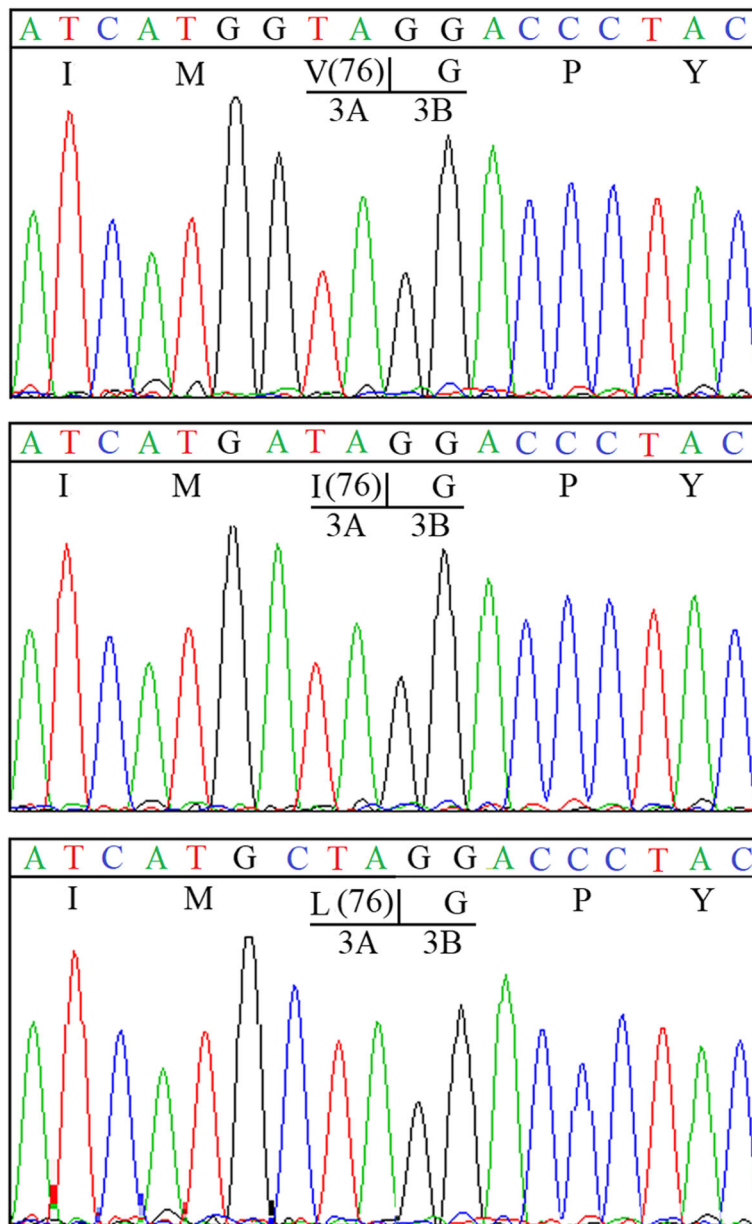 A T C A T G G T A G G A C C C T A C
I M V(76) G P Y
3A 3B
A T C A T G A T A G G A C C C T A C
I M I(76) G P Y
3A 3B
A T C A T G C T A G G A C C C T A C
I M L(76) G P Y
3A 3B